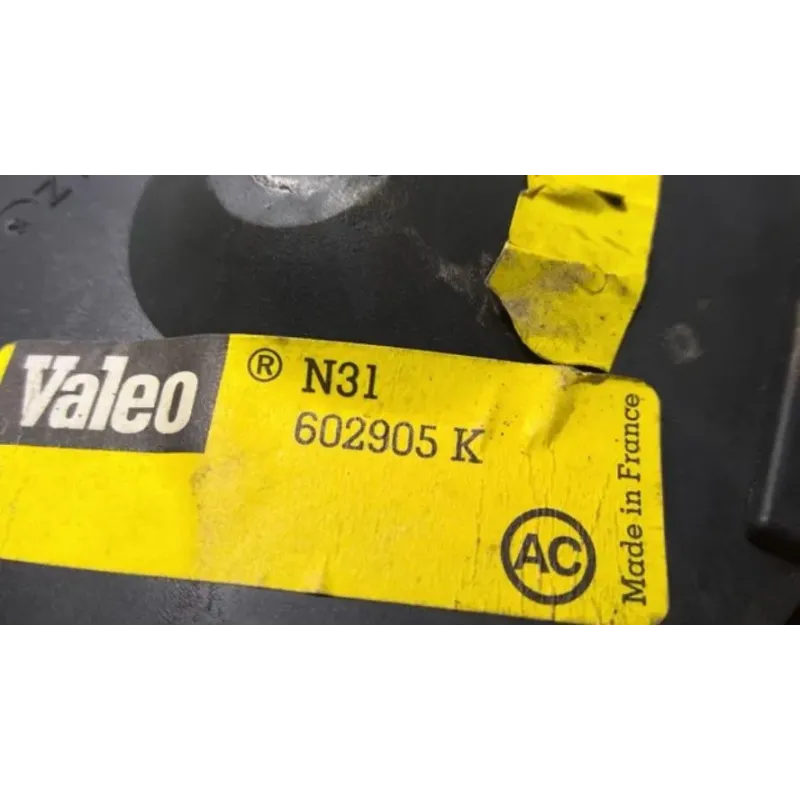 Valeo
® N31
602905 K
AC
Made in France